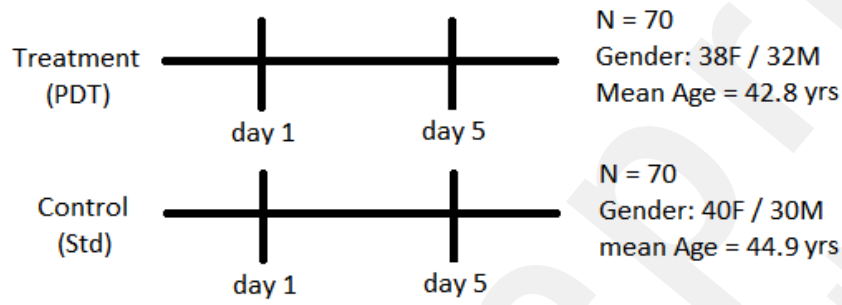 Treatment
(PDT)
day 1
day 5
N = 70
Gender: 38F / 32M
Mean Age = 42.8 yrs
Control
(Std)
day 1
day 5
N = 70
Gender: 40F / 30M
mean Age = 44.9 yrs